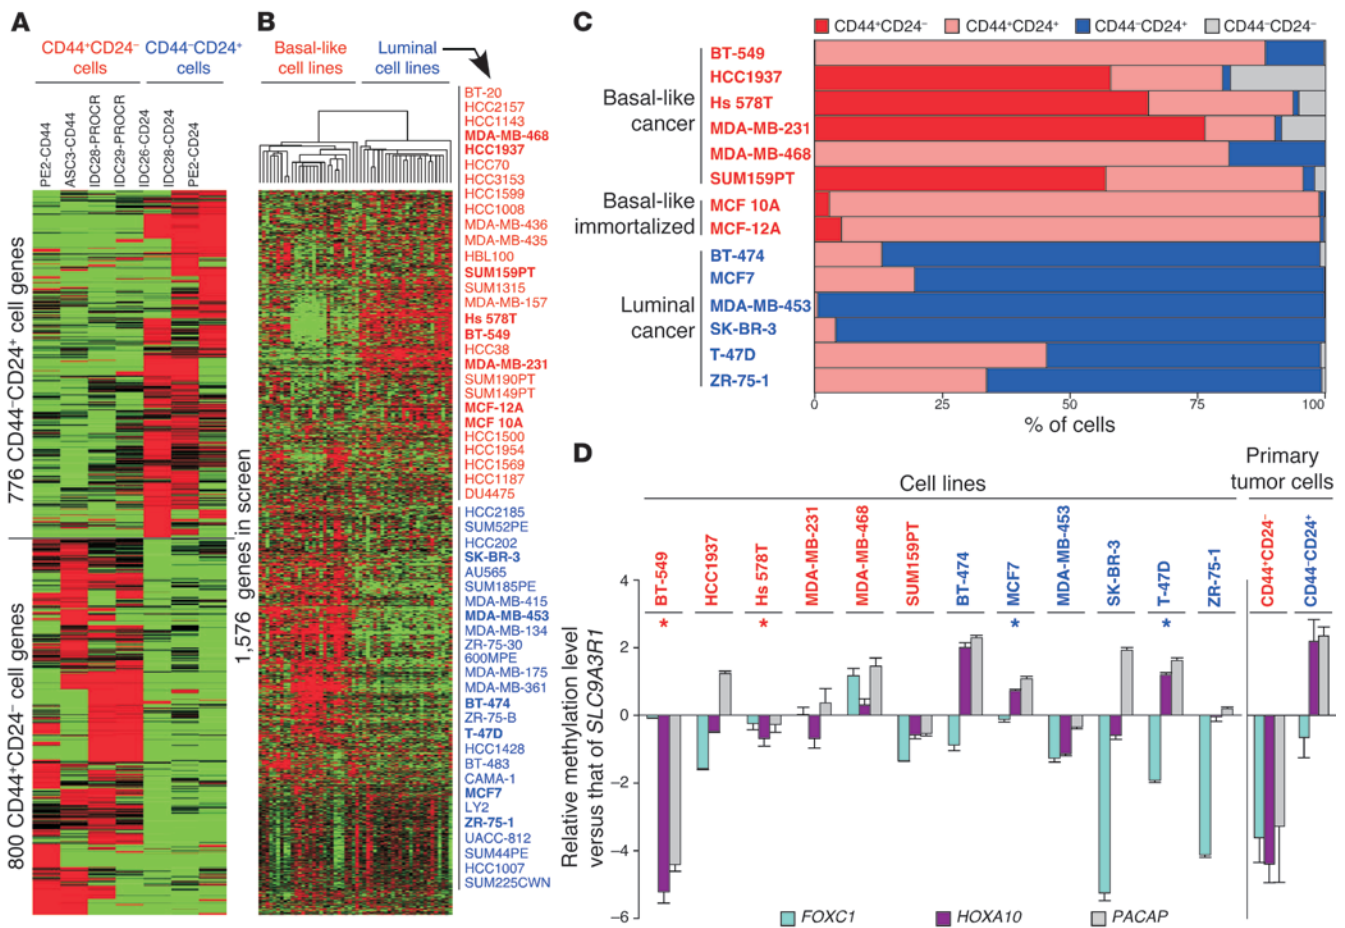 A
CD44⁺CD24⁻
cells
CD44⁻CD24⁺
cells
PE2-CD44
ASC3-CD44
IDC28-PROCR
IDC29-PROCR
IDC26-CD24
IDC28-CD24
PE2-CD24
776 CD44⁻CD24⁺ cell genes
800 CD44⁺CD24⁻ cell genes
1,576 genes in screen
B
Basal-like
cell lines
Luminal
cell lines
BT-20
HCC2157
HCC1143
MDA-MB-468
HCC1937
HCC70
HCC3153
HCC1599
HCC1008
MDA-MB-436
MDA-MB-435
HBL100
SUM159PT
SUM1315
MDA-MB-157
Hs 578T
BT-549
HCC38
MDA-MB-231
SUM190PT
SUM149PT
MCF-12A
MCF 10A
HCC1500
HCC1954
HCC1569
HCC1187
DU4475
HCC2185
SUM52PE
HCC202
SK-BR-3
AU565
SUM185PE
MDA-MB-415
MDA-MB-453
MDA-MB-134
ZR-75-30
600MPE
MDA-MB-175
MDA-MB-361
BT-474
ZR-75-B
T-47D
HCC1428
BT-483
CAMA-1
MCF7
LY2
ZR-75-1
UACC-812
SUM44PE
HCC1007
SUM225CWN
C
CD44⁺CD24⁻ CD44⁺CD24⁺ CD44⁻CD24⁺ CD44⁻CD24⁻
Basal-like
cancer
BT-549
HCC1937
Hs 578T
MDA-MB-231
MDA-MB-468
SUM159PT
Basal-like
immortalized
MCF 10A
MCF-12A
Luminal
cancer
BT-474
MCF7
MDA-MB-453
SK-BR-3
T-47D
ZR-75-1
0 25 50 75 100
% of cells
D
Cell lines
Primary
tumor cells
BT-549
HCC1937
Hs 578T
MDA-MB-231
MDA-MB-468
SUM159PT
BT-474
MCF7
MDA-MB-453
SK-BR-3
T-47D
ZR-75-1
CD44⁺CD24⁻
CD44⁻CD24⁺
* * * *
Relative methylation level
versus that of SLC9A3R1
4
2
0
−2
−4
−6
FOXC1 HOXA10 PACAP